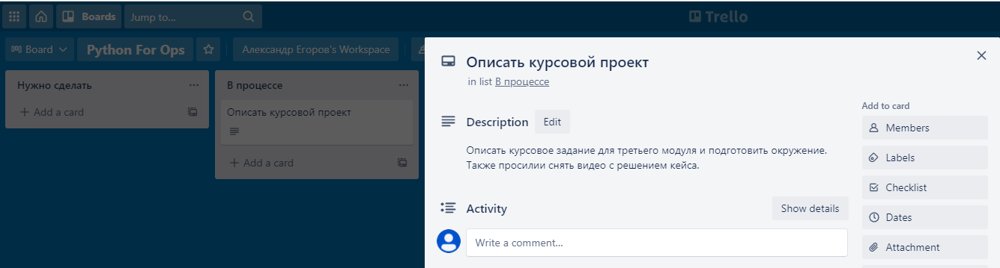 Boards
Jump to...
Trello
Board
Python For Ops
Александр Егоров's Workspace
Нужно сделать
Add a card
В процессе
Описать курсовой проект
Add a card
Описать курсовой проект
in list В процессе
Description
Edit
Описать курсовое задание для третьего модуля и подготовить окружение.
Также просилии снять видео с решением кейса.
Activity
Show details
Write a comment...
Add to card
Members
Labels
Checklist
Dates
Attachment